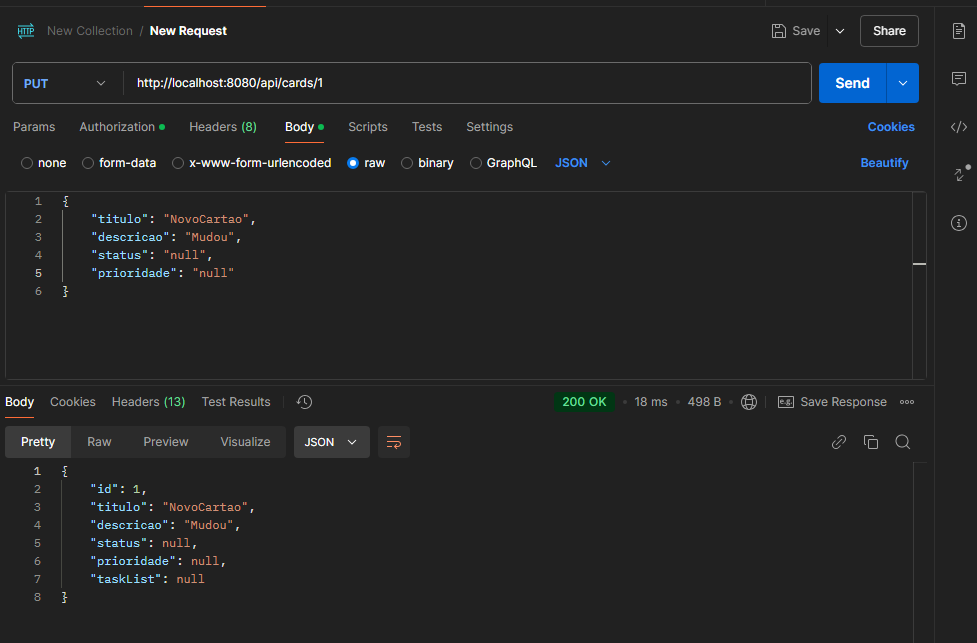 HTTP New Collection / New Request Save Share
PUT http://localhost:8080/api/cards/1 Send
Params Authorization Headers (8) Body Scripts Tests Settings Cookies
none form-data x-www-form-urlencoded raw binary GraphQL JSON Beautify
1 {
2 "titulo": "NovoCartao",
3 "descricao": "Mudou",
4 "status": "null",
5 "prioridade": "null"
6 }
Body Cookies Headers (13) Test Results 200 OK • 18 ms • 498 B • e.g. Save Response
Pretty Raw Preview Visualize JSON
1 {
2 "id": 1,
3 "titulo": "NovoCartao",
4 "descricao": "Mudou",
5 "status": null,
6 "prioridade": null,
7 "taskList": null
8 }